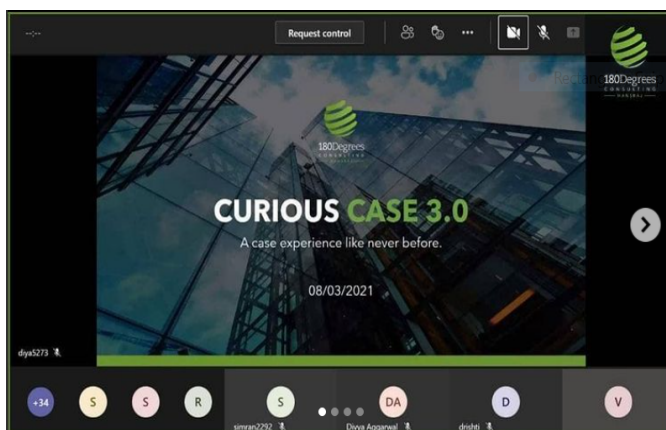 --:--
Request control
180Degrees
CONSULTING
180Degrees
CONSULTING
CURIOUS CASE 3.0
A case experience like never before.
08/03/2021
diya5273
+34
S
S
R
S
DA
D
V
simran2292
Divya Aggarwal
drishti